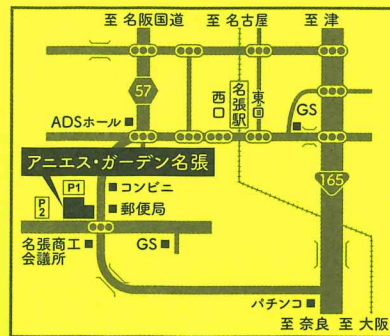 至 名阪国道
至 名古屋
至 津
57
ADSホール
西口
名張駅
東口
GS
アニエス・ガーデン名張
P1
P2
コンビニ
郵便局
165
名張商工
会議所
GS
パチンコ
至 奈良
至 大阪